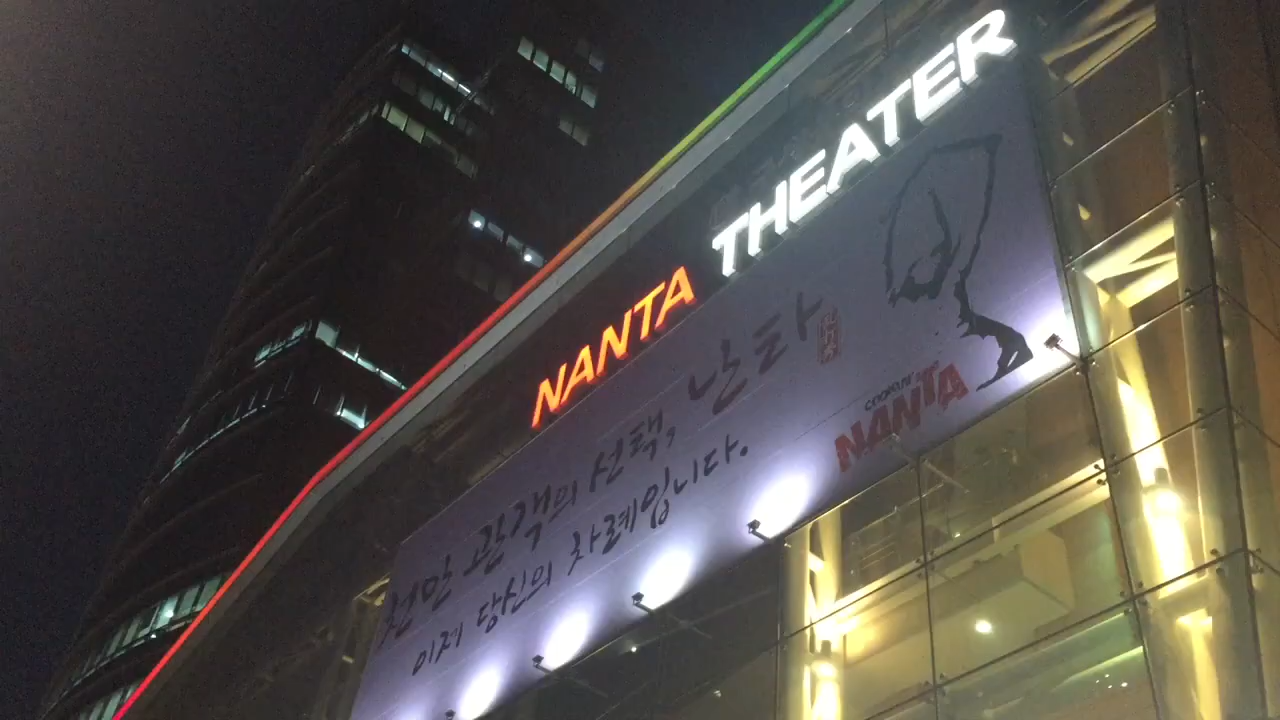 NANTA THEATER
천만 관객의 선택, 난타
이제 당신의 차례입니다.
COOKIN'
NANTA